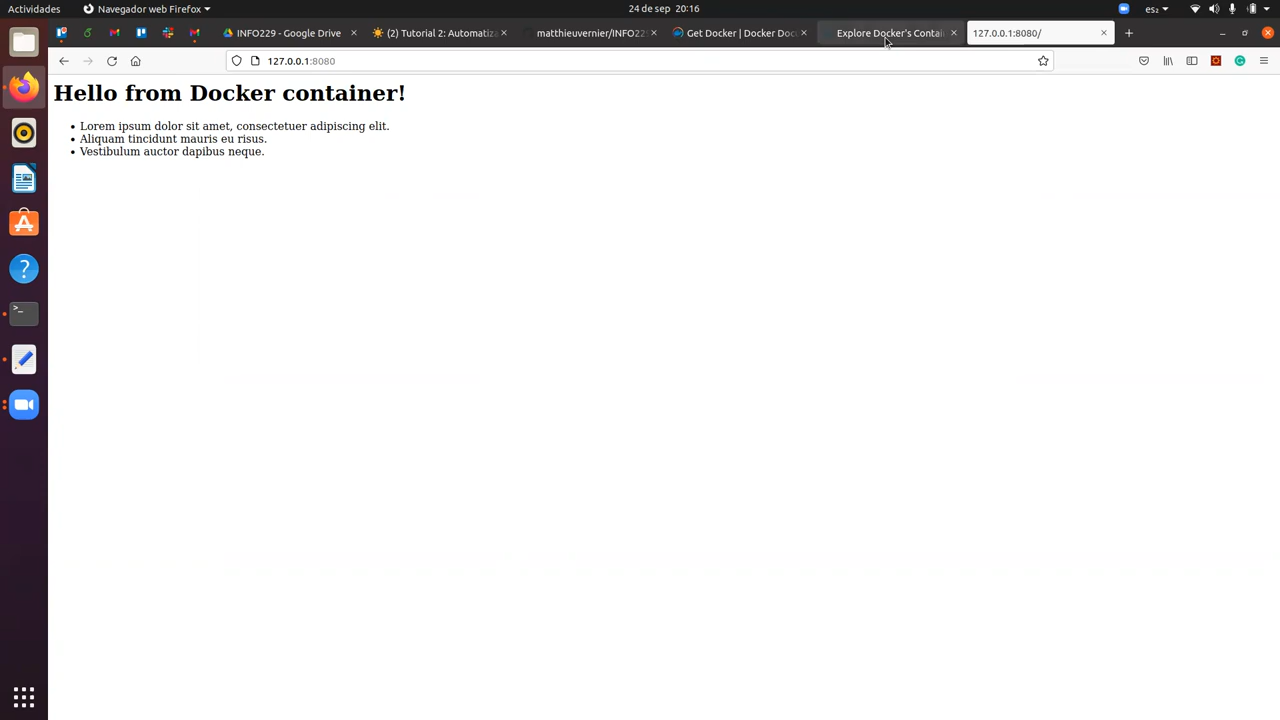 Actividades
Navegador web Firefox
24 de sep 20:16
es₂
INFO229 - Google Drive
(2) Tutorial 2: Automatiza
matthieuvernier/INFO229
Get Docker | Docker Doc
Explore Docker's Contai
127.0.0.1:8080/
127.0.0.1:8080
Hello from Docker container!
• Lorem ipsum dolor sit amet, consectetuer adipiscing elit.
• Aliquam tincidunt mauris eu risus.
• Vestibulum auctor dapibus neque.